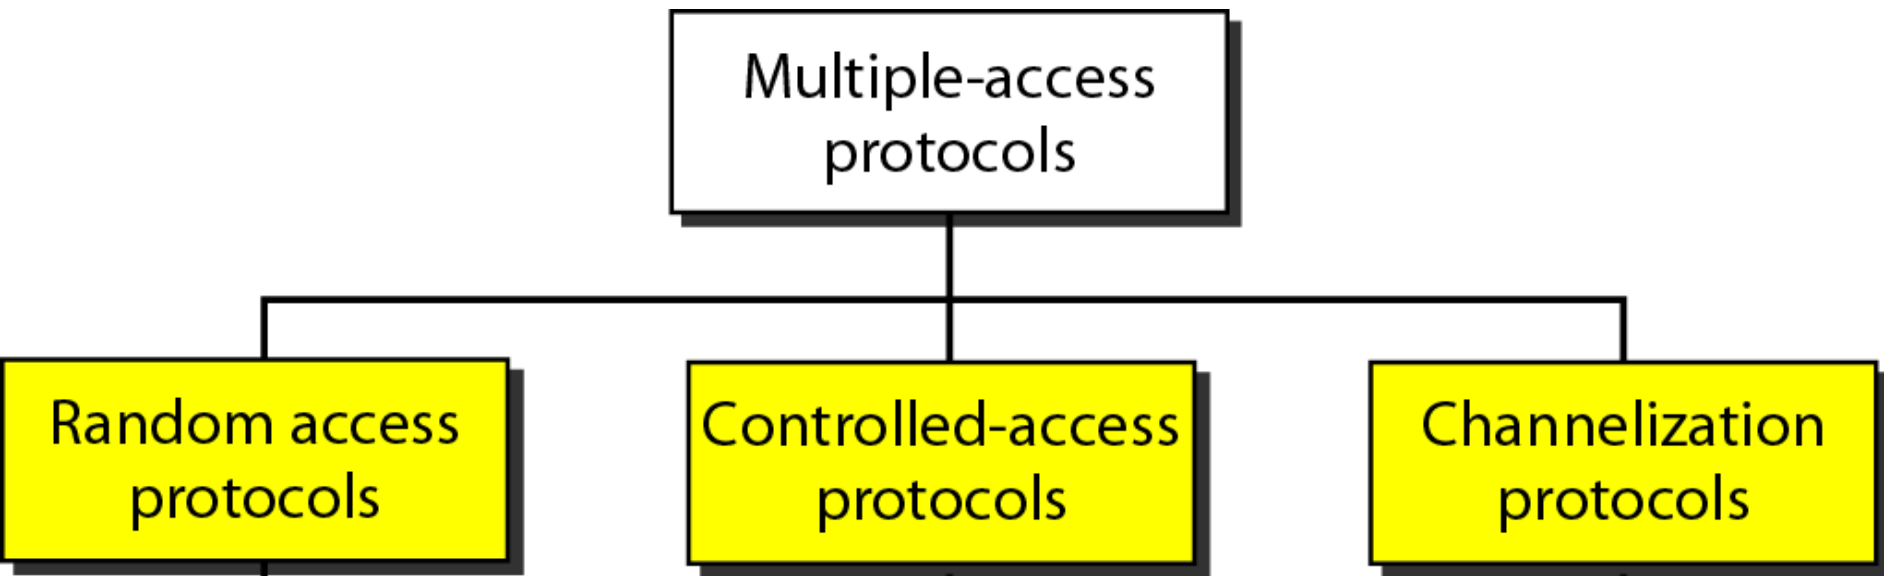 Multiple-access
protocols
Random access
protocols
Controlled-access
protocols
Channelization
protocols